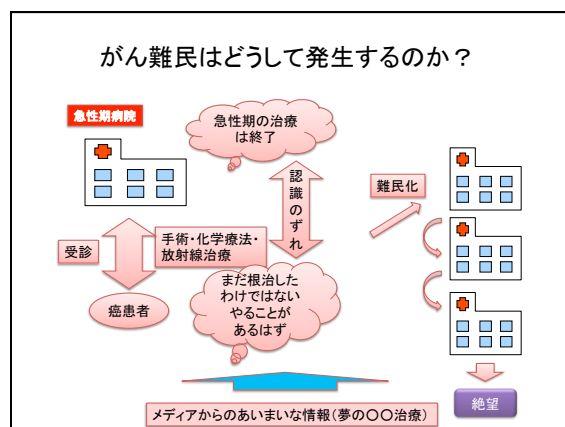 がん難民はどうして発生するのか？
急性期病院
急性期の治療
は終了
認識のずれ
難民化
受診
手術・化学療法・
放射線治療
まだ根治した
わけではない
やることが
あるはず
癌患者
絶望
メディアからのあいまいな情報（夢の〇〇治療）